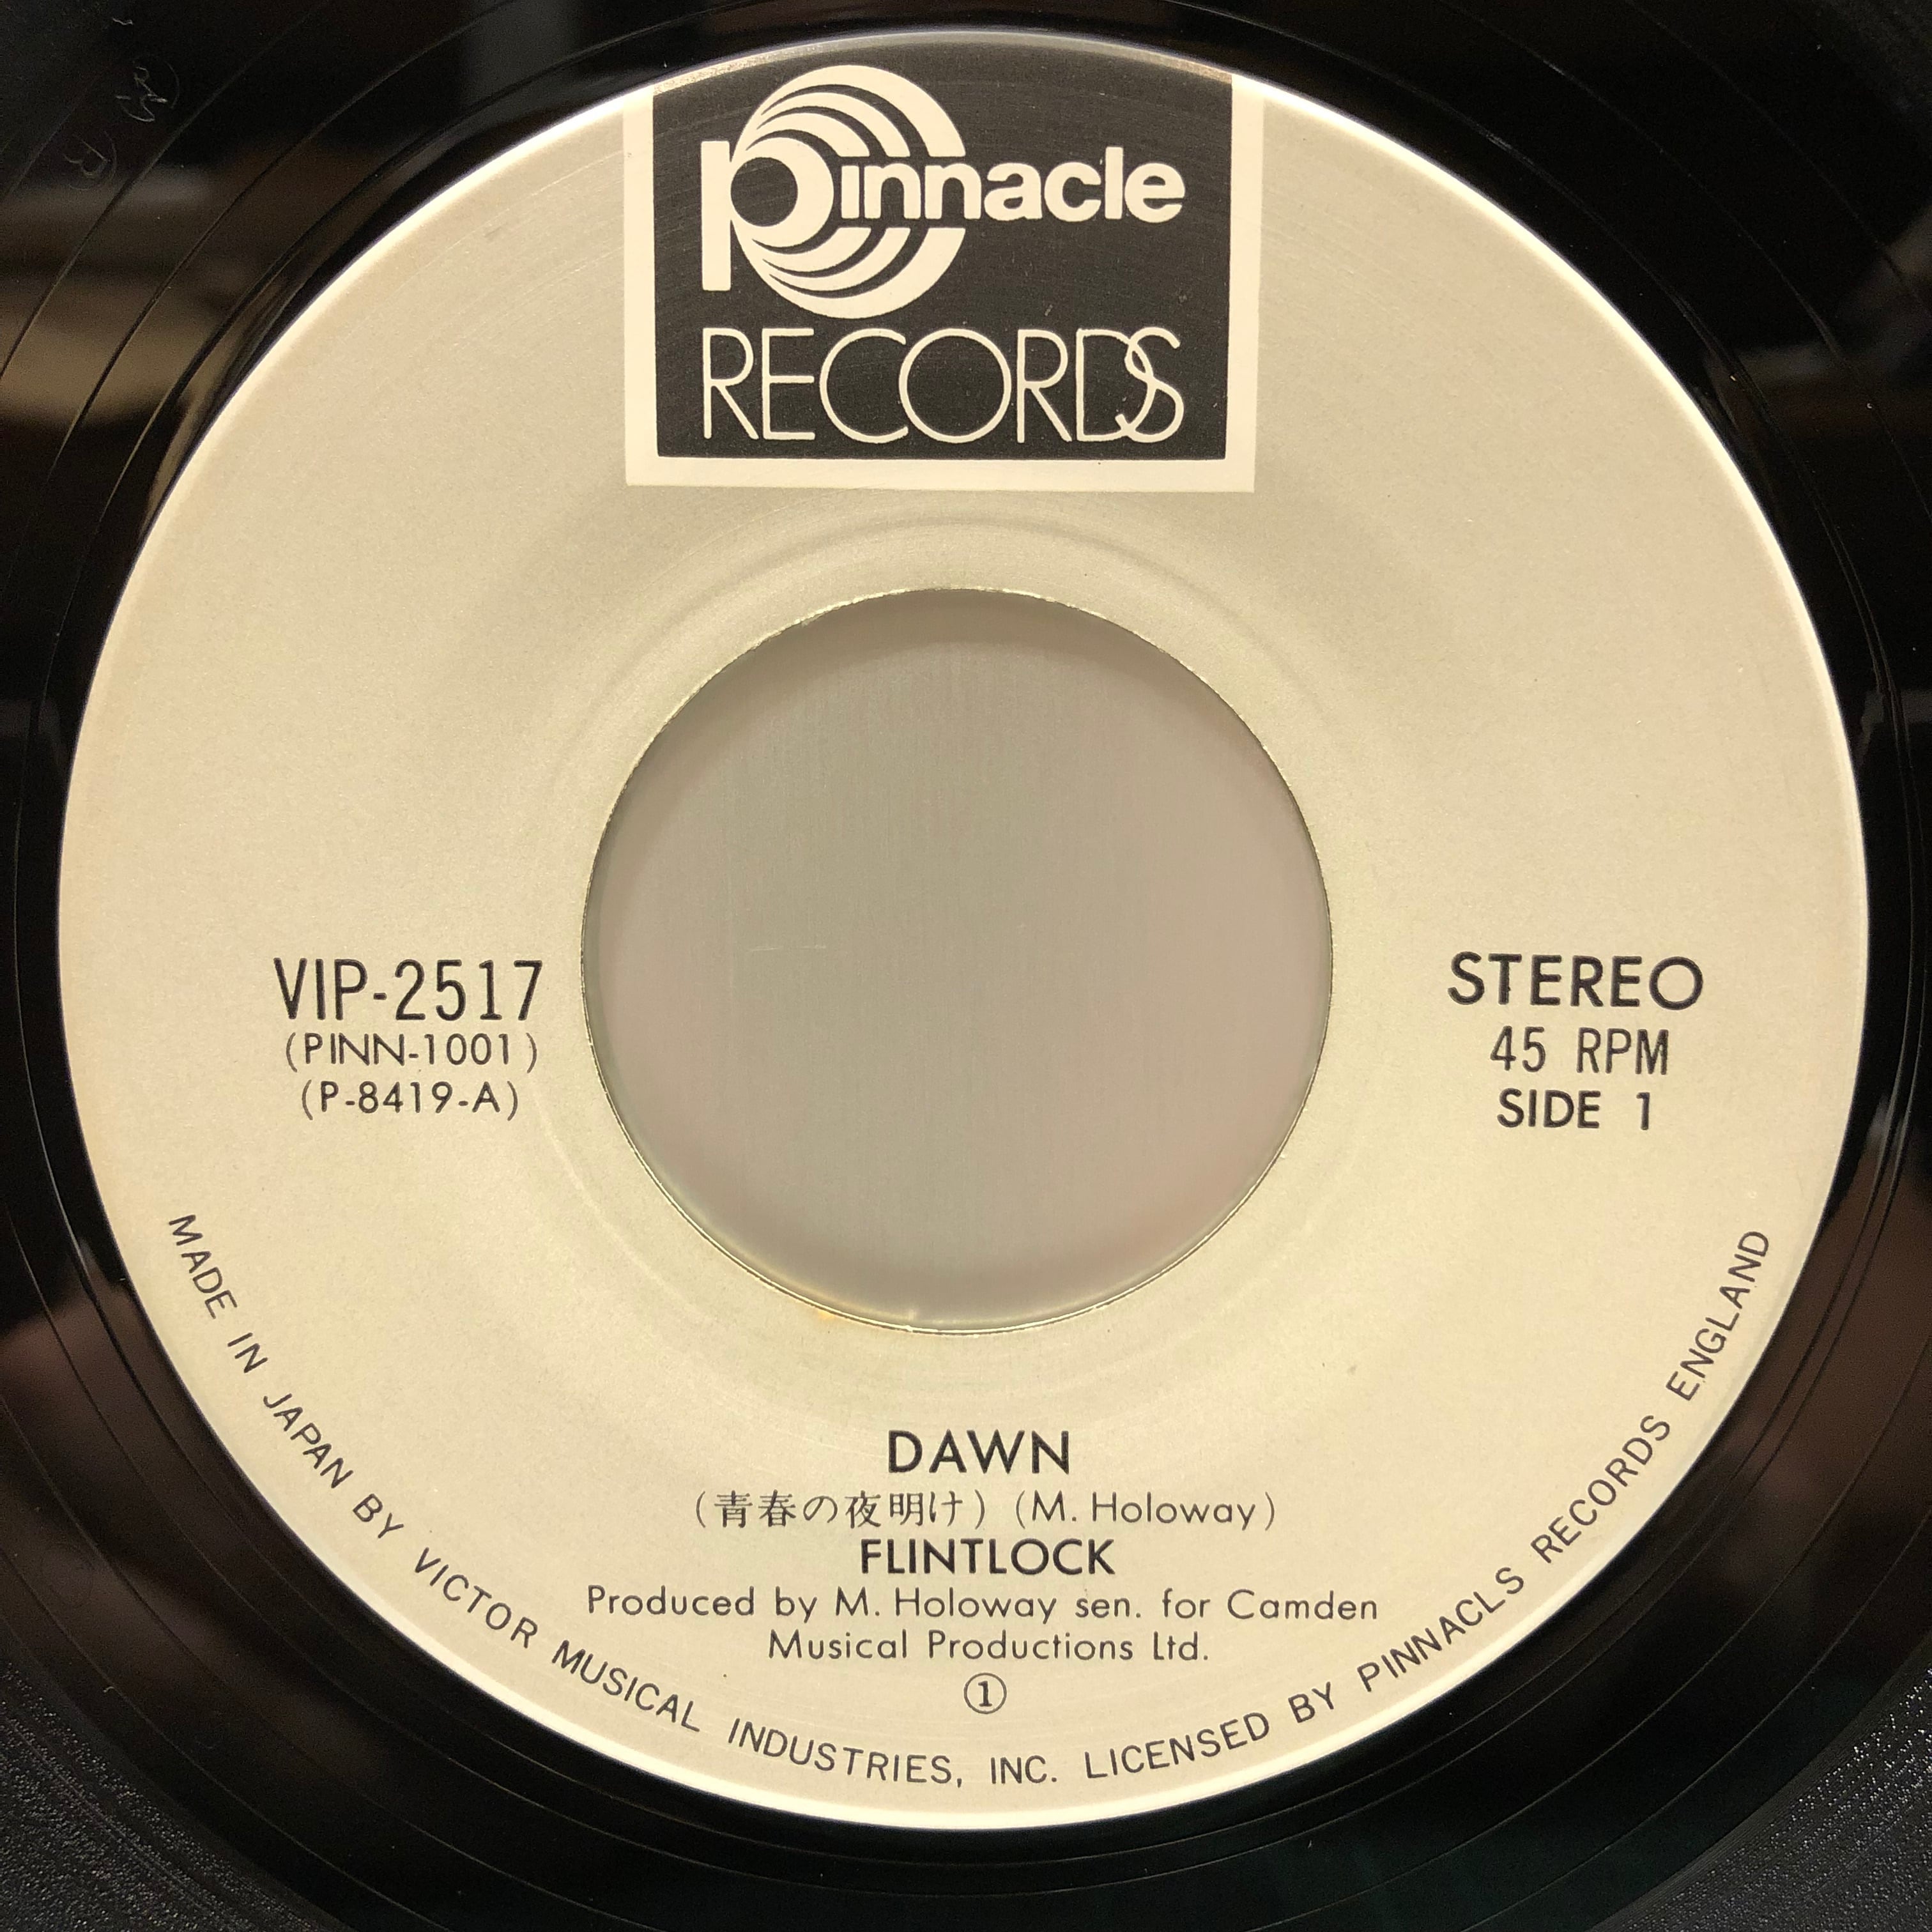 Pinnacle
RECORDS
VIP-2517
(PINN-1001)
(P-8419-A)
STEREO
45 RPM
SIDE 1
DAWN
(青春の夜明け) (M. Holoway)
FLINTLOCK
Produced by M. Holoway sen. for Camden
Musical Productions Ltd.
①
MADE IN JAPAN BY VICTOR MUSICAL INDUSTRIES, INC. LICENSED BY PINNACLS RECORDS ENGLAND